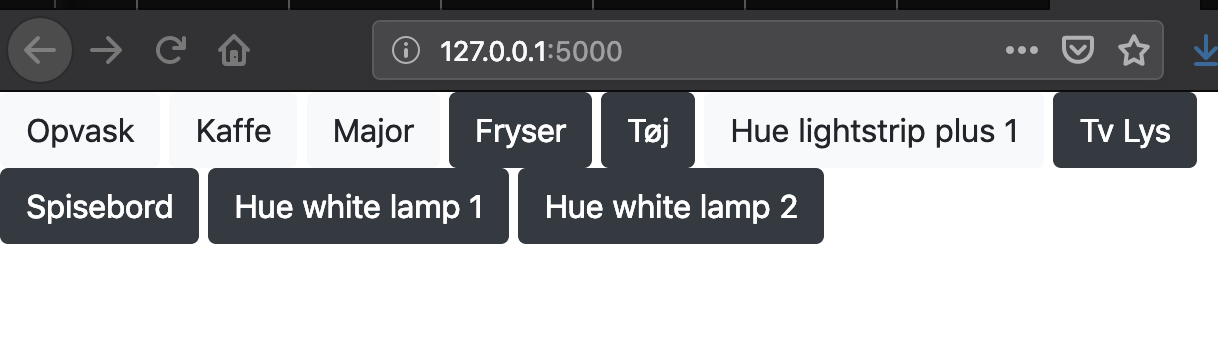 127.0.0.1:5000
Opvask Kaffe Major Fryser Tøj Hue lightstrip plus 1 Tv Lys
Spisebord Hue white lamp 1 Hue white lamp 2